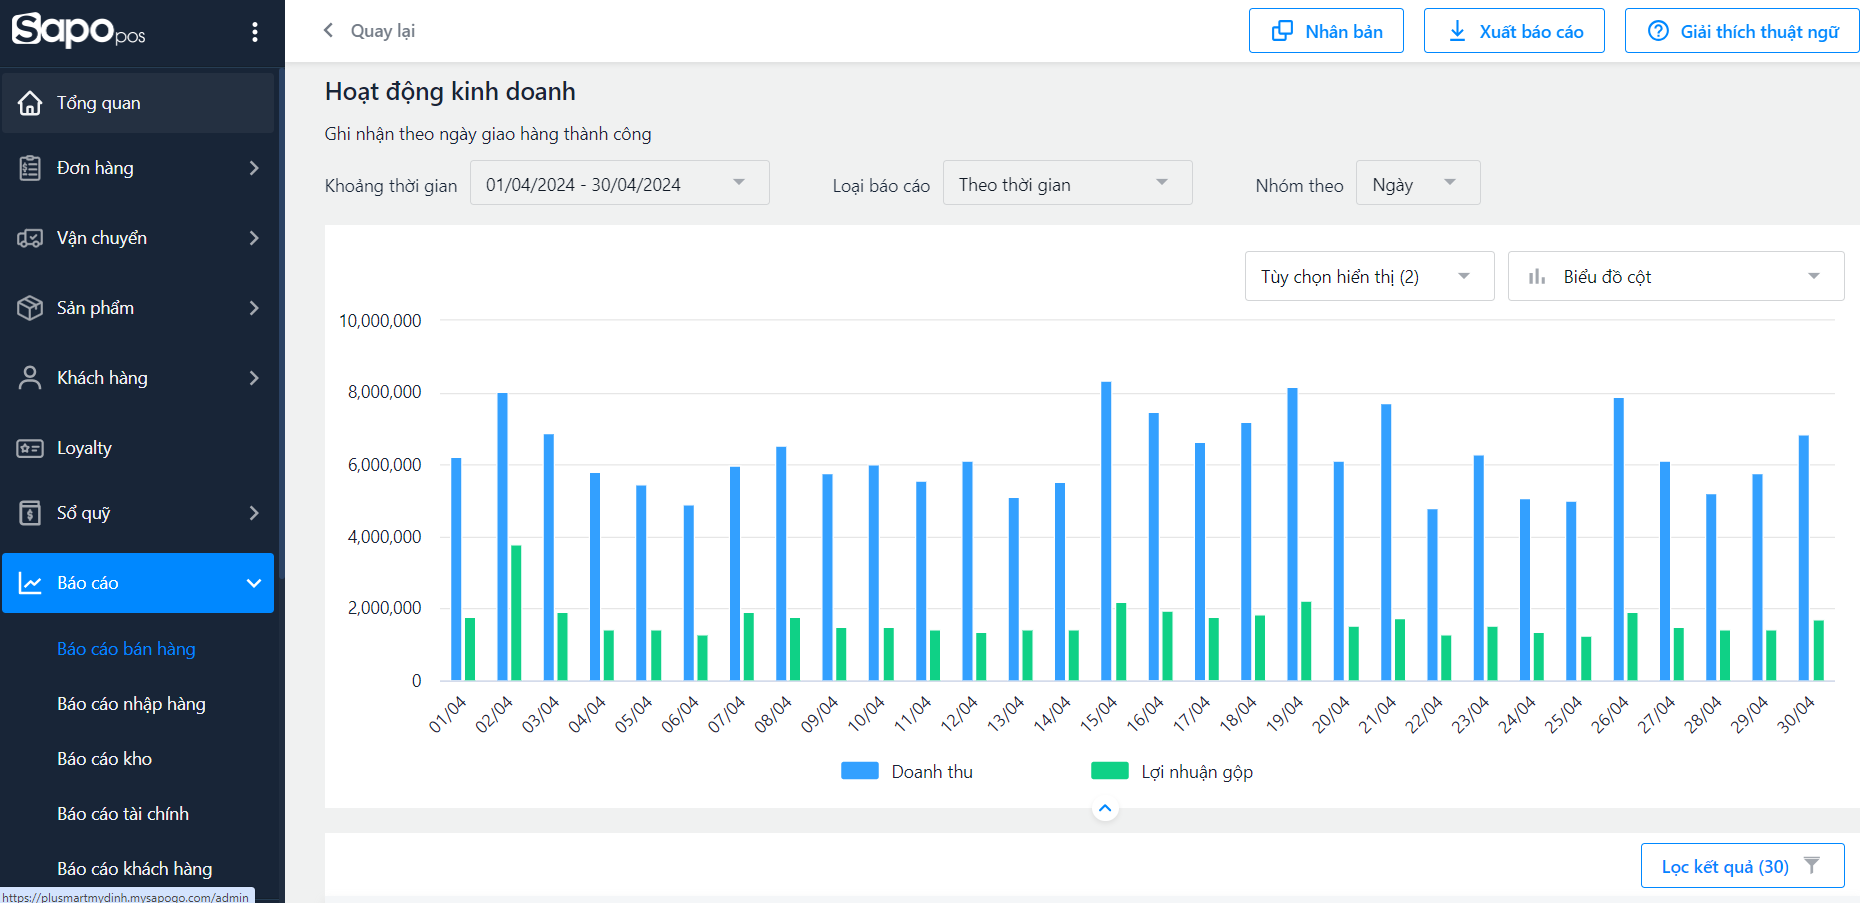 Sapo pos
Quay lại
Nhân bản
Xuất báo cáo
Giải thích thuật ngữ
Tổng quan
Đơn hàng
Vận chuyển
Sản phẩm
Khách hàng
Loyalty
Sổ quỹ
Báo cáo
Báo cáo bán hàng
Báo cáo nhập hàng
Báo cáo kho
Báo cáo tài chính
Báo cáo khách hàng
https://plusmartmydinh.mysapogo.com/admin
Hoạt động kinh doanh
Ghi nhận theo ngày giao hàng thành công
Khoảng thời gian 01/04/2024 - 30/04/2024 Loại báo cáo Theo thời gian Nhóm theo Ngày
Tùy chọn hiển thị (2) Biểu đồ cột
10,000,000
8,000,000
6,000,000
4,000,000
2,000,000
0
01/04 02/04 03/04 04/04 05/04 06/04 07/04 08/04 09/04 10/04 11/04 12/04 13/04 14/04 15/04 16/04 17/04 18/04 19/04 20/04 21/04 22/04 23/04 24/04 25/04 26/04 27/04 28/04 29/04 30/04
Doanh thu Lợi nhuận gộp
Lọc kết quả (30)